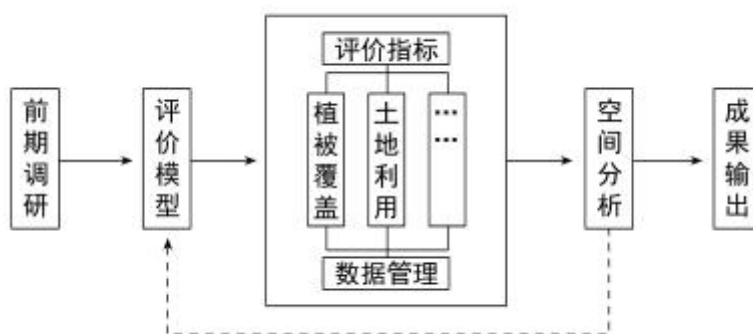 前期调研
评价模型
评价指标
植被覆盖
土地利用
……
数据管理
空间分析
成果输出